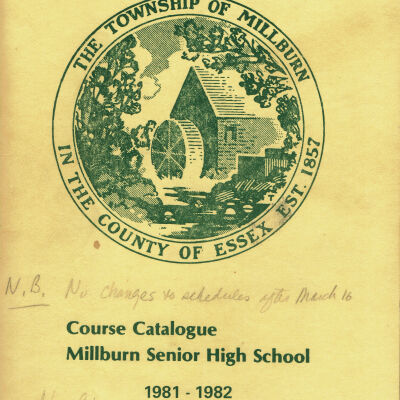 THE TOWNSHIP OF MILLBURN
IN THE COUNTY OF ESSEX EST. 1857
N.B. No changes to schedules after March 16
Course Catalogue
Millburn Senior High School
1981 - 1982